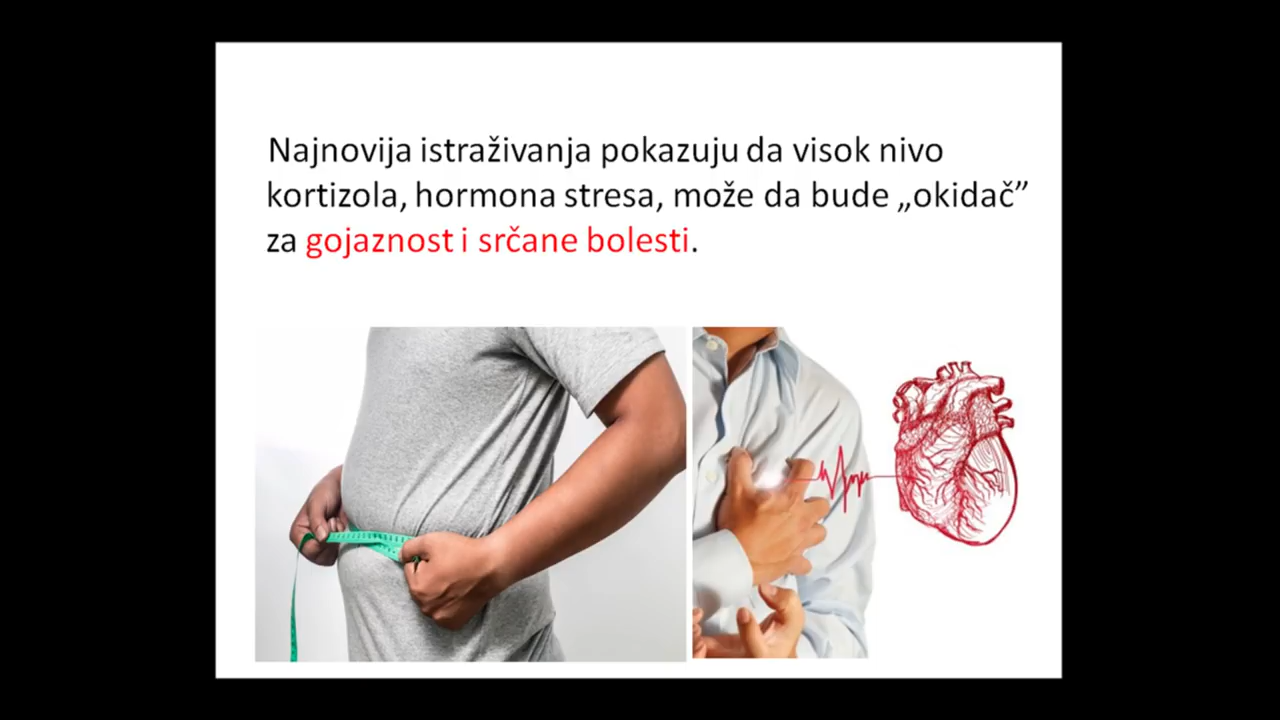 Najnovija istraživanja pokazuju da visok nivo
kortizola, hormona stresa, može da bude „okidač”
za gojaznost i srčane bolesti.